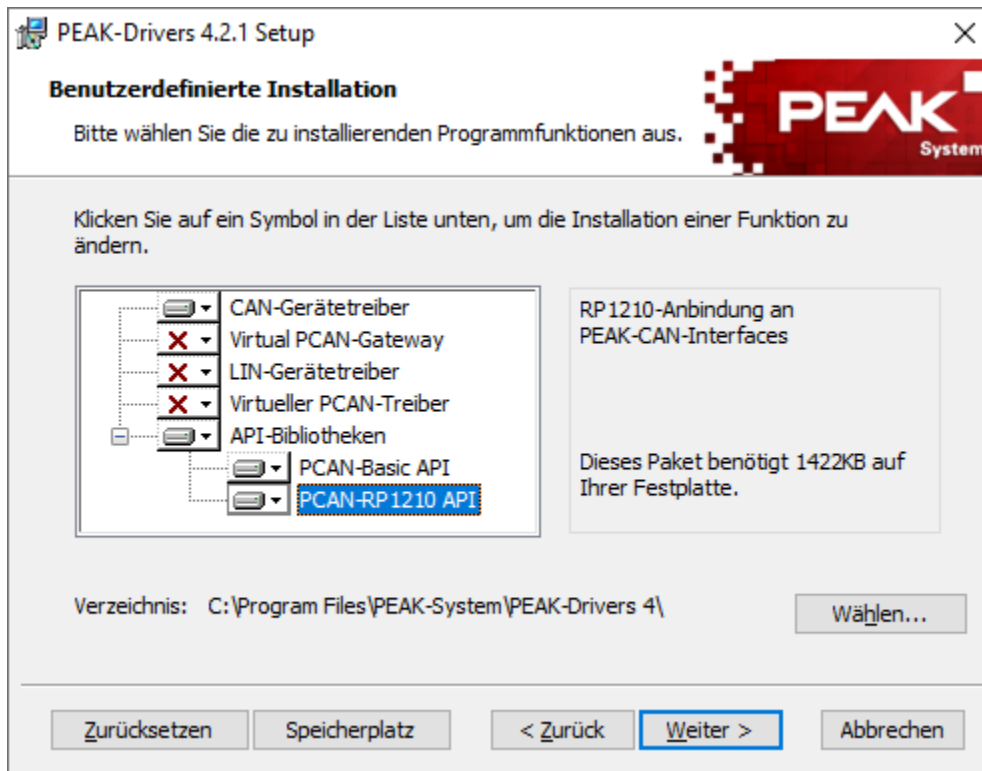 PEAK-Drivers 4.2.1 Setup
Benutzerdefinierte Installation
Bitte wählen Sie die zu installierenden Programmfunktionen aus.
PEAK
System
Klicken Sie auf ein Symbol in der Liste unten, um die Installation einer Funktion zu
ändern.
CAN-Gerätetreiber
Virtual PCAN-Gateway
LIN-Gerätetreiber
Virtueller PCAN-Treiber
API-Bibliotheken
PCAN-Basic API
PCAN-RP1210 API
RP1210-Anbindung an
PEAK-CAN-Interfaces
Dieses Paket benötigt 1422KB auf
Ihrer Festplatte.
Verzeichnis: C:\Program Files\PEAK-System\PEAK-Drivers 4\
Wählen...
Zurücksetzen
Speicherplatz
< Zurück
Weiter >
Abbrechen